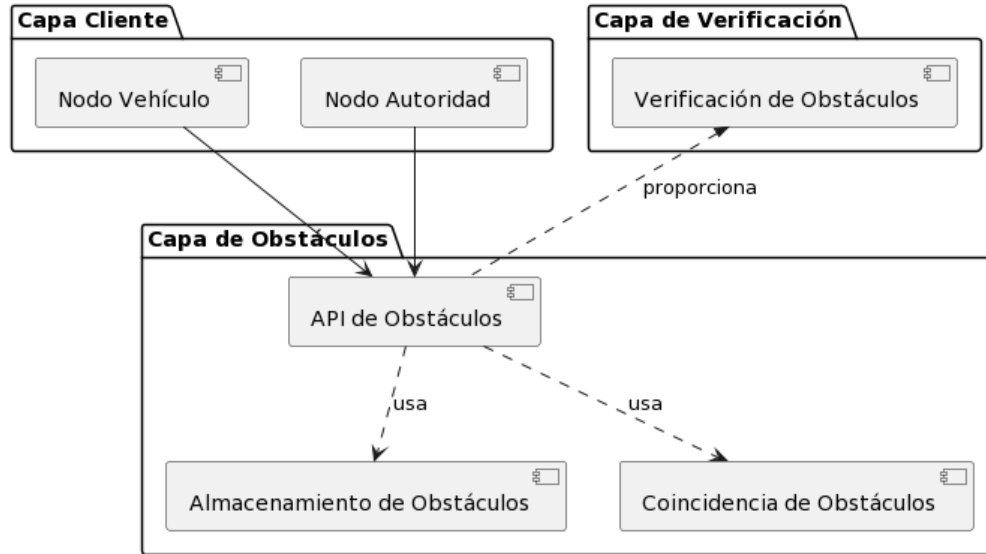 Capa Cliente
Capa de Verificación
Nodo Vehículo
Nodo Autoridad
Verificación de Obstáculos
proporciona
Capa de Obstáculos
API de Obstáculos
usa
usa
Almacenamiento de Obstáculos
Coincidencia de Obstáculos